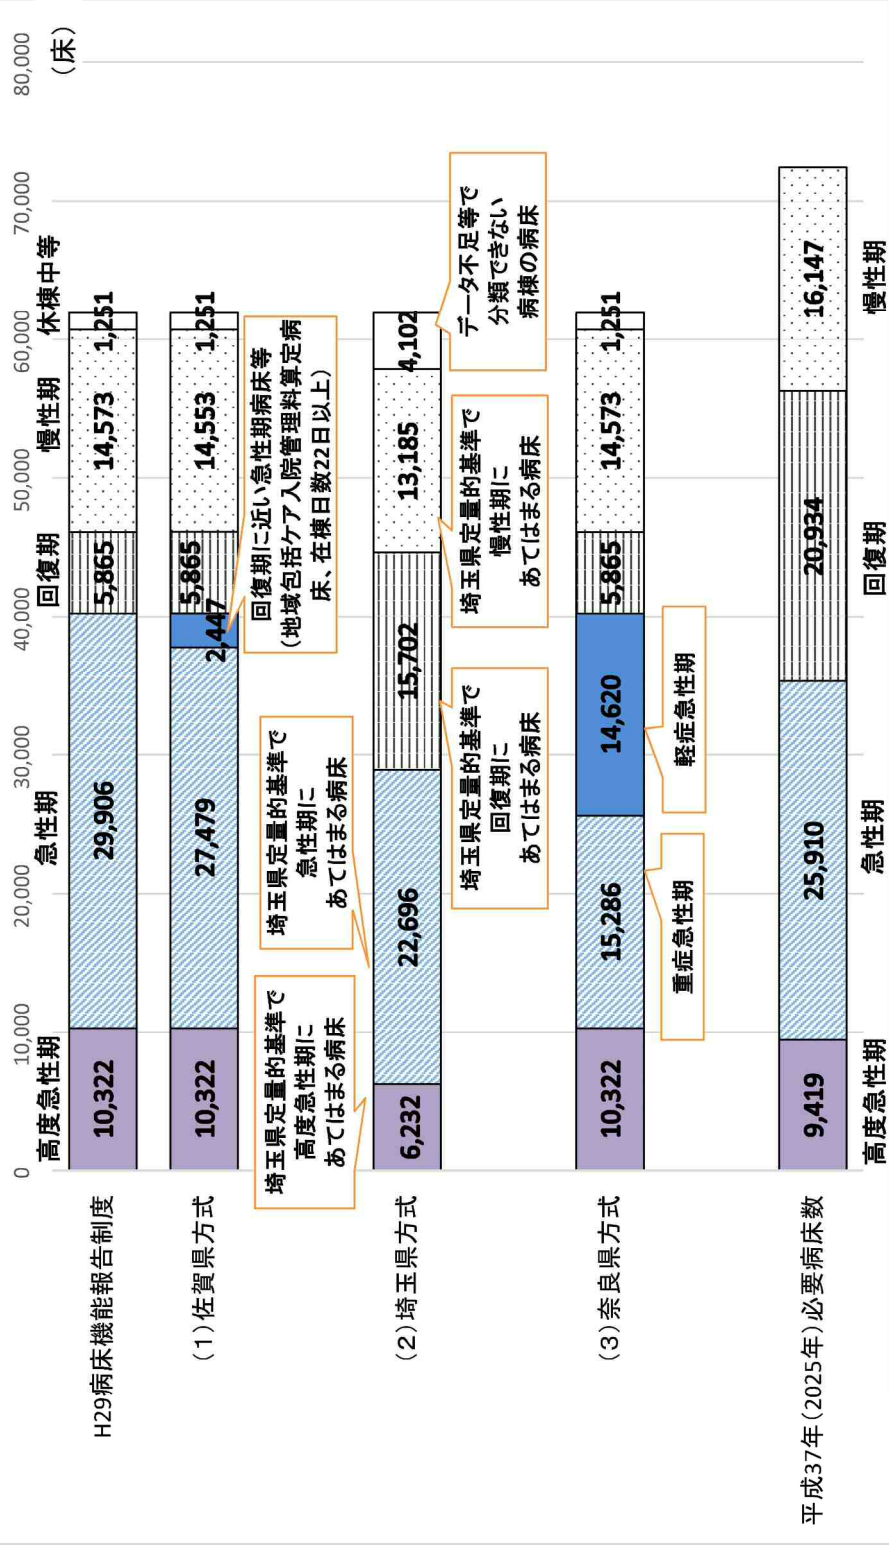 0
10,000
20,000
30,000
40,000
50,000
60,000
70,000
80,000
(床)
高度急性期
急性期
回復期
慢性期
休棟中等
H29病床機能報告制度
10,322
29,906
5,865
14,573
1,251
(1)佐賀県方式
10,322
27,479
2,447
5,865
14,553
1,251
回復期に近い急性期病床等
(地域包括ケア入院管理料算定病
床、在棟日数22日以上)
埼玉県定量的基準で
高度急性期に
あてはまる病床
埼玉県定量的基準で
急性期に
あてはまる病床
(2)埼玉県方式
6,232
22,696
15,702
13,185
4,102
埼玉県定量的基準で
回復期に
あてはまる病床
埼玉県定量的基準で
慢性期に
あてはまる病床
データ不足等で
分類できない
病棟の病床
(3)奈良県方式
10,322
15,286
14,620
5,865
14,573
1,251
重症急性期
軽症急性期
平成37年(2025年)必要病床数
9,419
25,910
20,934
16,147
高度急性期
急性期
回復期
慢性期